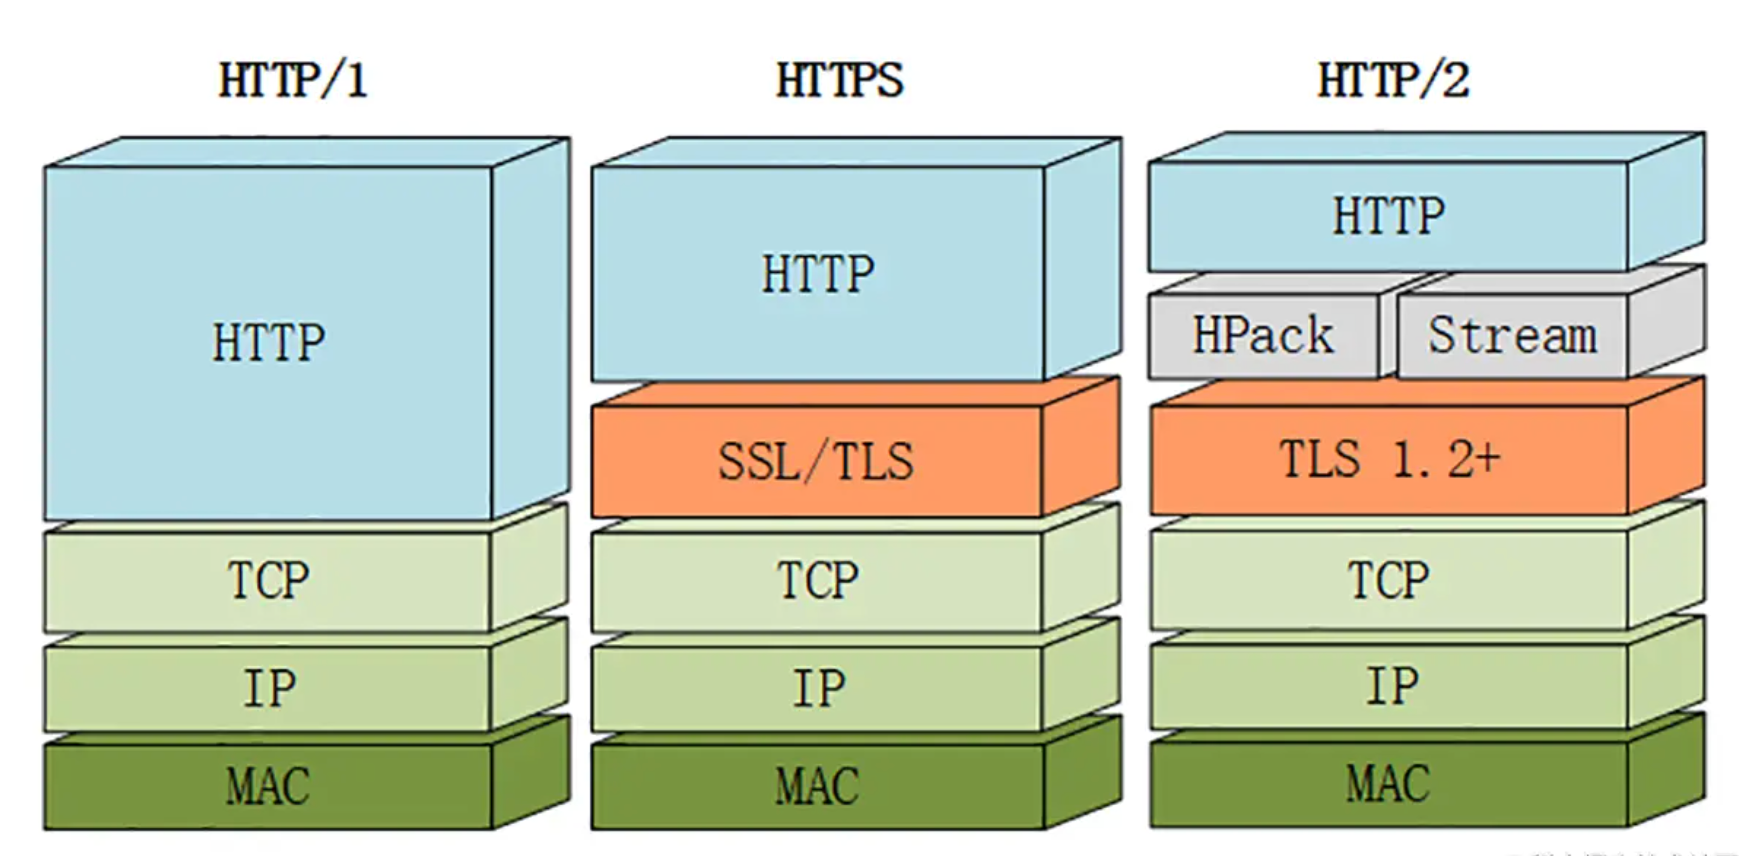 HTTP/1
HTTPS
HTTP/2
HTTP
TCP
IP
MAC
HTTP
SSL/TLS
TCP
IP
MAC
HTTP
HPack
Stream
TLS 1.2+
TCP
IP
MAC